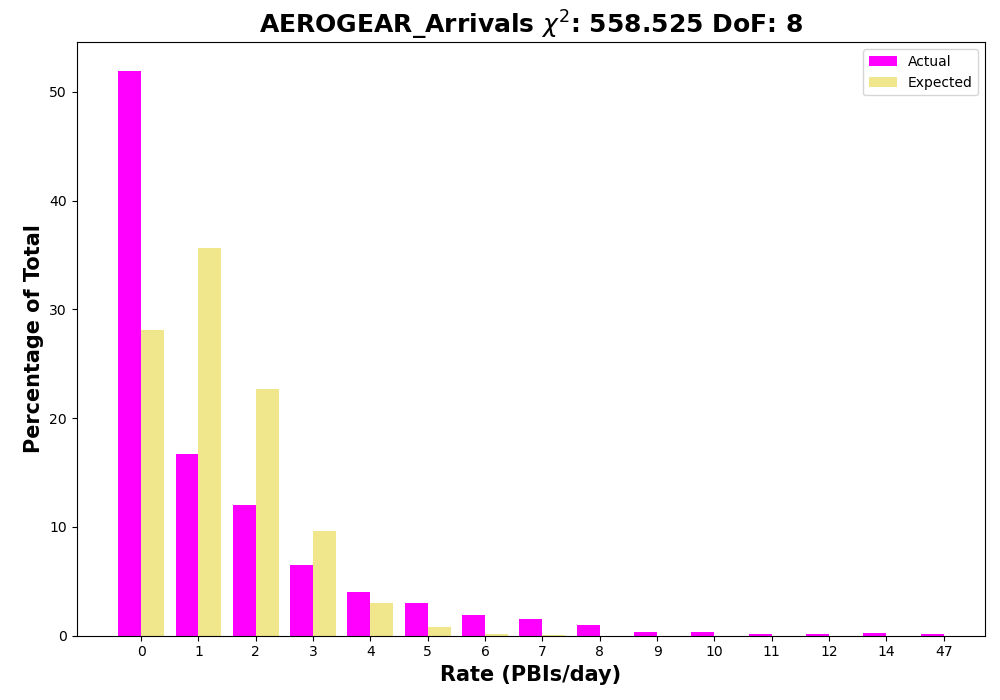 AEROGEAR_Arrivals χ²: 558.525 DoF: 8
Actual
Expected
Percentage of Total
50
40
30
20
10
0
0 1 2 3 4 5 6 7 8 9 10 11 12 14 47
Rate (PBIs/day)